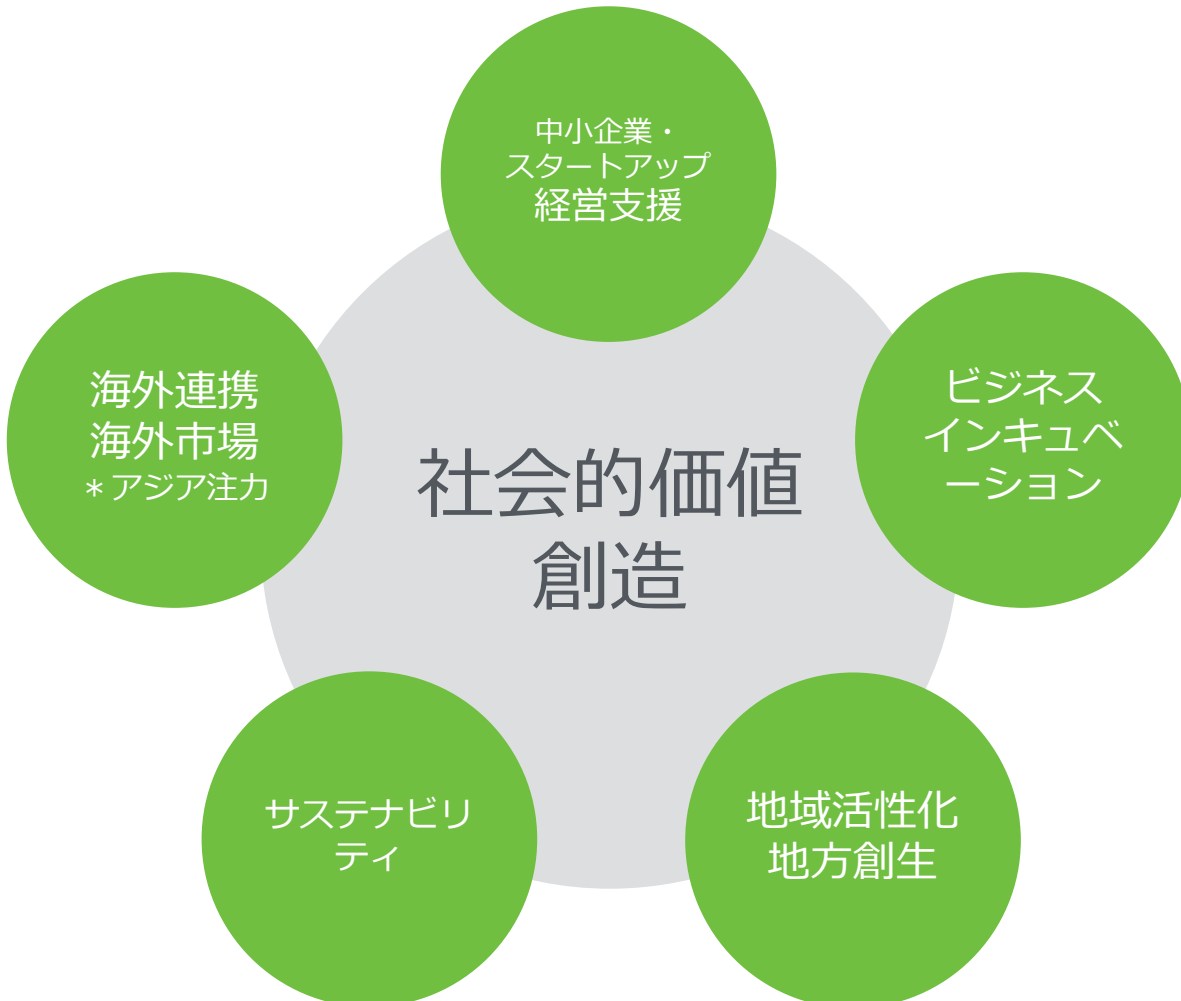 中小企業・
スタートアップ
経営支援
海外連携
海外市場
＊アジア注力
ビジネス
インキュベ
ーション
社会的価値
創造
サステナビリ
ティ
地域活性化
地方創生